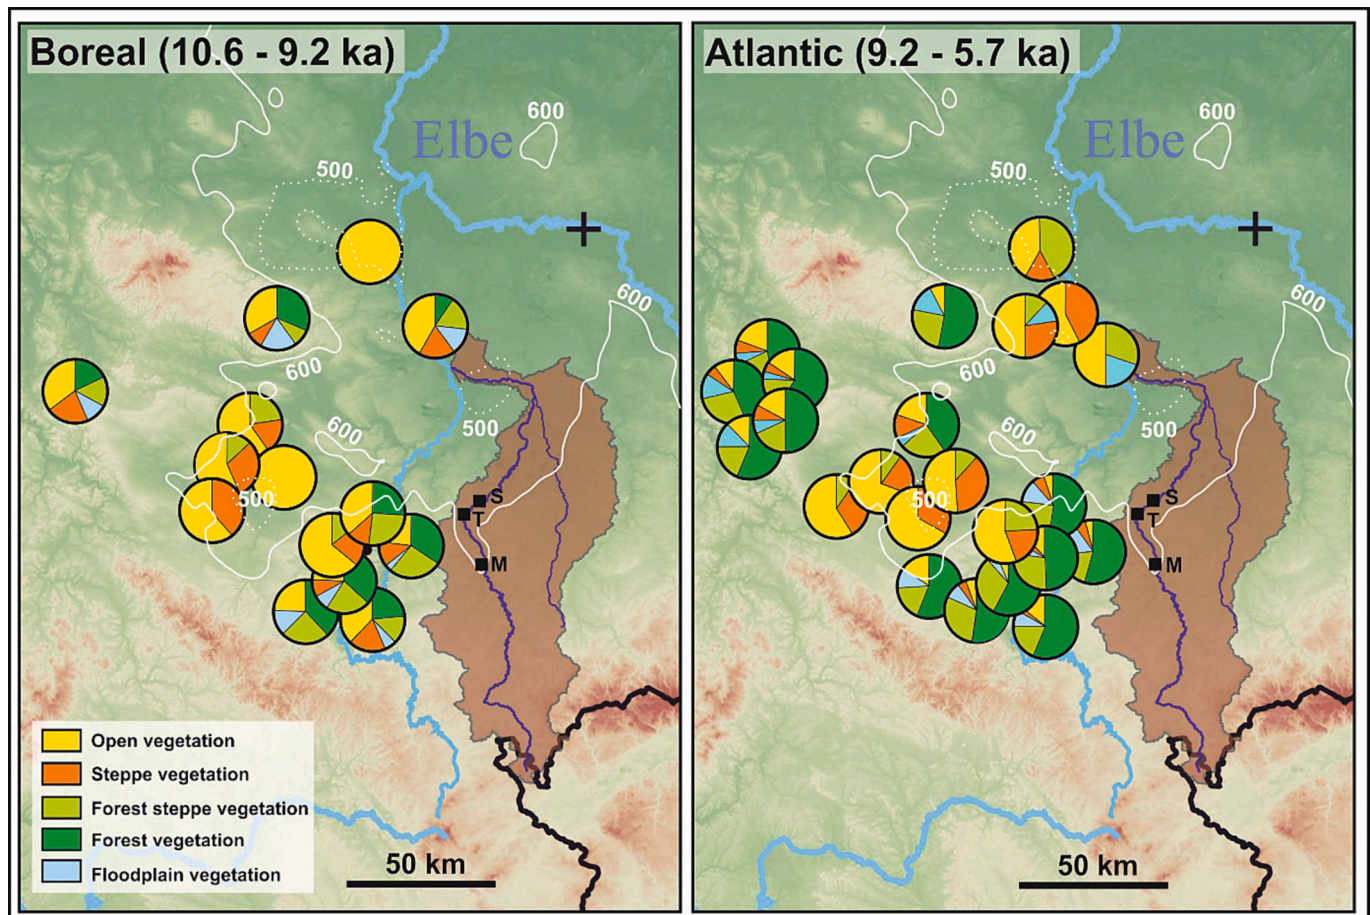 Boreal (10.6 - 9.2 ka)
600
Elbe
500
600
600
600
500
500
S
T
M
Open vegetation
Steppe vegetation
Forest steppe vegetation
Forest vegetation
Floodplain vegetation
50 km
Atlantic (9.2 - 5.7 ka)
600
Elbe
500
600
600
600
500
500
S
T
M
50 km